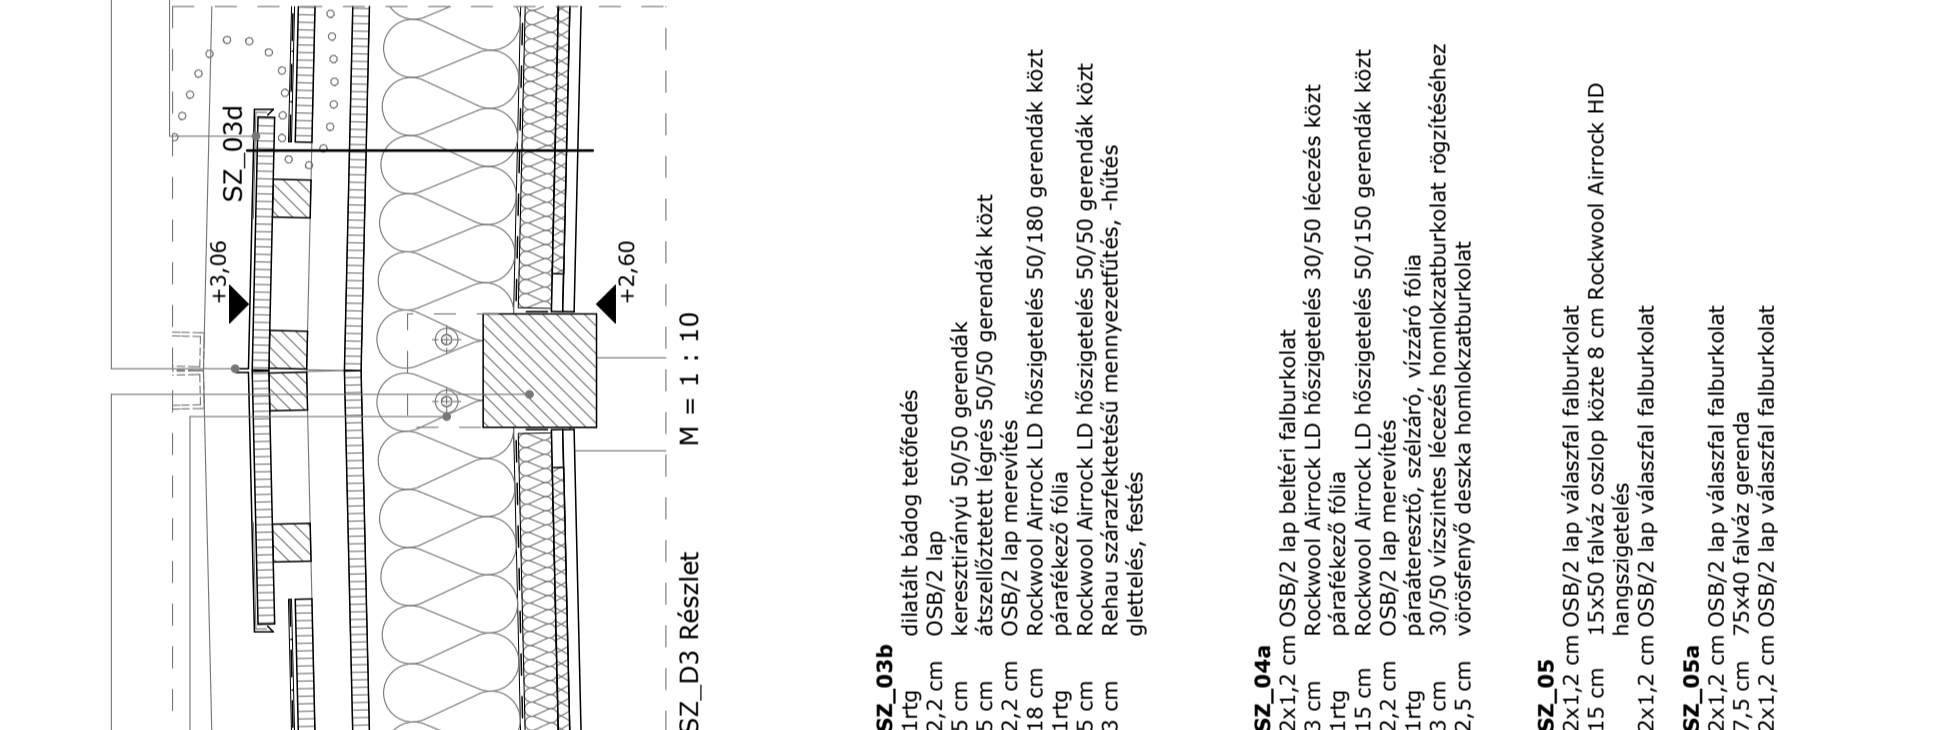 SZ_03d
+3,06
+2,60
SZ_D3 Részlet M = 1 : 10
SZ_03b
1rtg dilatált bádog tetőfedés
2,2 cm OSB/2 lap
5 cm keresztirányú 50/50 gerendák
5 cm átszellőztetett légrés 50/50 gerendák közt
2,2 cm OSB/2 lap merevítés
18 cm Rockwool Airrock LD hőszigetelés 50/180 gerendák közt
1rtg párafékező fólia
5 cm Rockwool Airrock LD hőszigetelés 50/50 gerendák közt
3 cm Rehau szárazfektetésű mennyezetfűtés, -hűtés
glettelés, festés
SZ_04a
2x1,2 cm OSB/2 lap beltéri falburkolat
3 cm Rockwool Airrock LD hőszigetelés 30/50 lécezés közt
1rtg párafékező fólia
15 cm Rockwool Airrock LD hőszigetelés 50/150 gerendák közt
2,2 cm OSB/2 lap merevítés
1rtg páraáteresztő, szélzáró, vízzáró fólia
3 cm 30/50 vízszintes lécezés homlokzatburkolat rögzítéséhez
2,5 cm vörösfenyő deszka homlokzatburkolat
SZ_05
2x1,2 cm OSB/2 lap válaszfal falburkolat
15 cm 15x50 falváz oszlop közte 8 cm Rockwool Airrock HD
hangszigetelés
2x1,2 cm OSB/2 lap válaszfal falburkolat
SZ_05a
2x1,2 cm OSB/2 lap válaszfal falburkolat
7,5 cm 75x40 falváz gerenda
2x1,2 cm OSB/2 lap válaszfal falburkolat